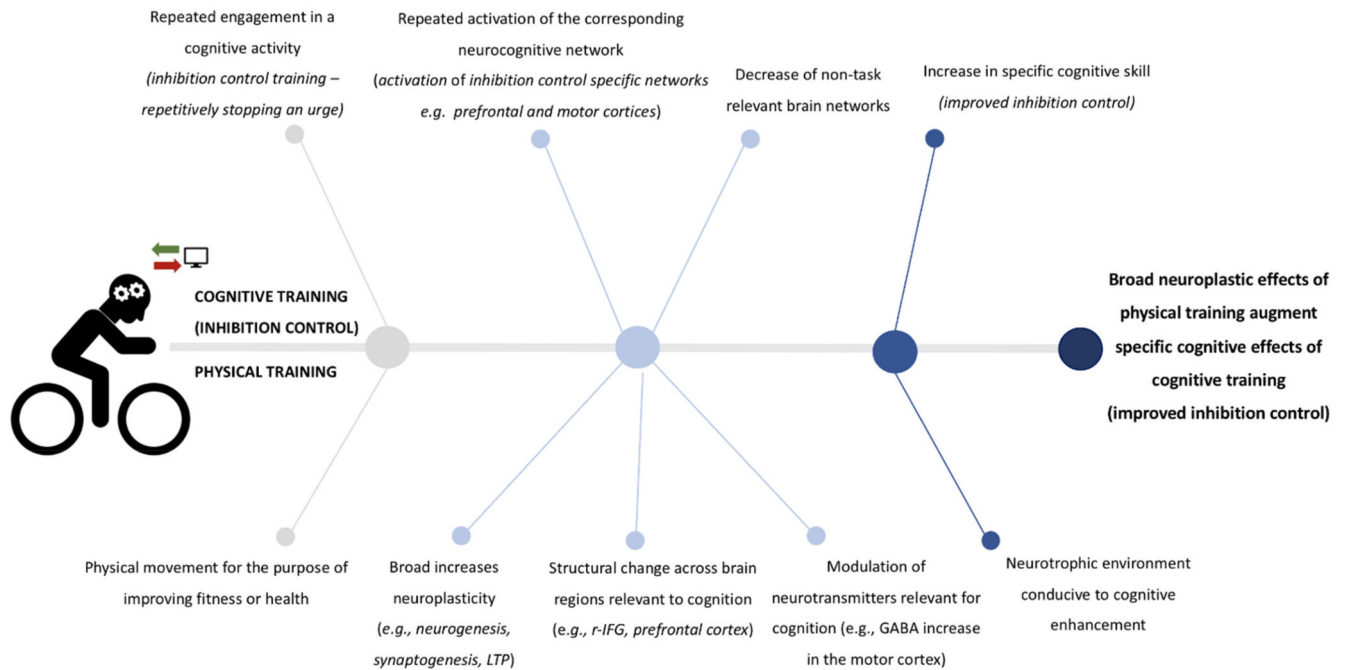 Repeated engagement in a
cognitive activity
(inhibition control training –
repetitively stopping an urge)
Repeated activation of the corresponding
neurocognitive network
(activation of inhibition control specific networks
e.g. prefrontal and motor cortices)
Decrease of non-task
relevant brain networks
Increase in specific cognitive skill
(improved inhibition control)
COGNITIVE TRAINING
(INHIBITION CONTROL)
PHYSICAL TRAINING
Broad neuroplastic effects of
physical training augment
specific cognitive effects of
cognitive training
(improved inhibition control)
Physical movement for the purpose of
improving fitness or health
Broad increases
neuroplasticity
(e.g., neurogenesis,
synaptogenesis, LTP)
Structural change across brain
regions relevant to cognition
(e.g., r-IFG, prefrontal cortex)
Modulation of
neurotransmitters relevant for
cognition (e.g., GABA increase
in the motor cortex)
Neurotrophic environment
conducive to cognitive
enhancement